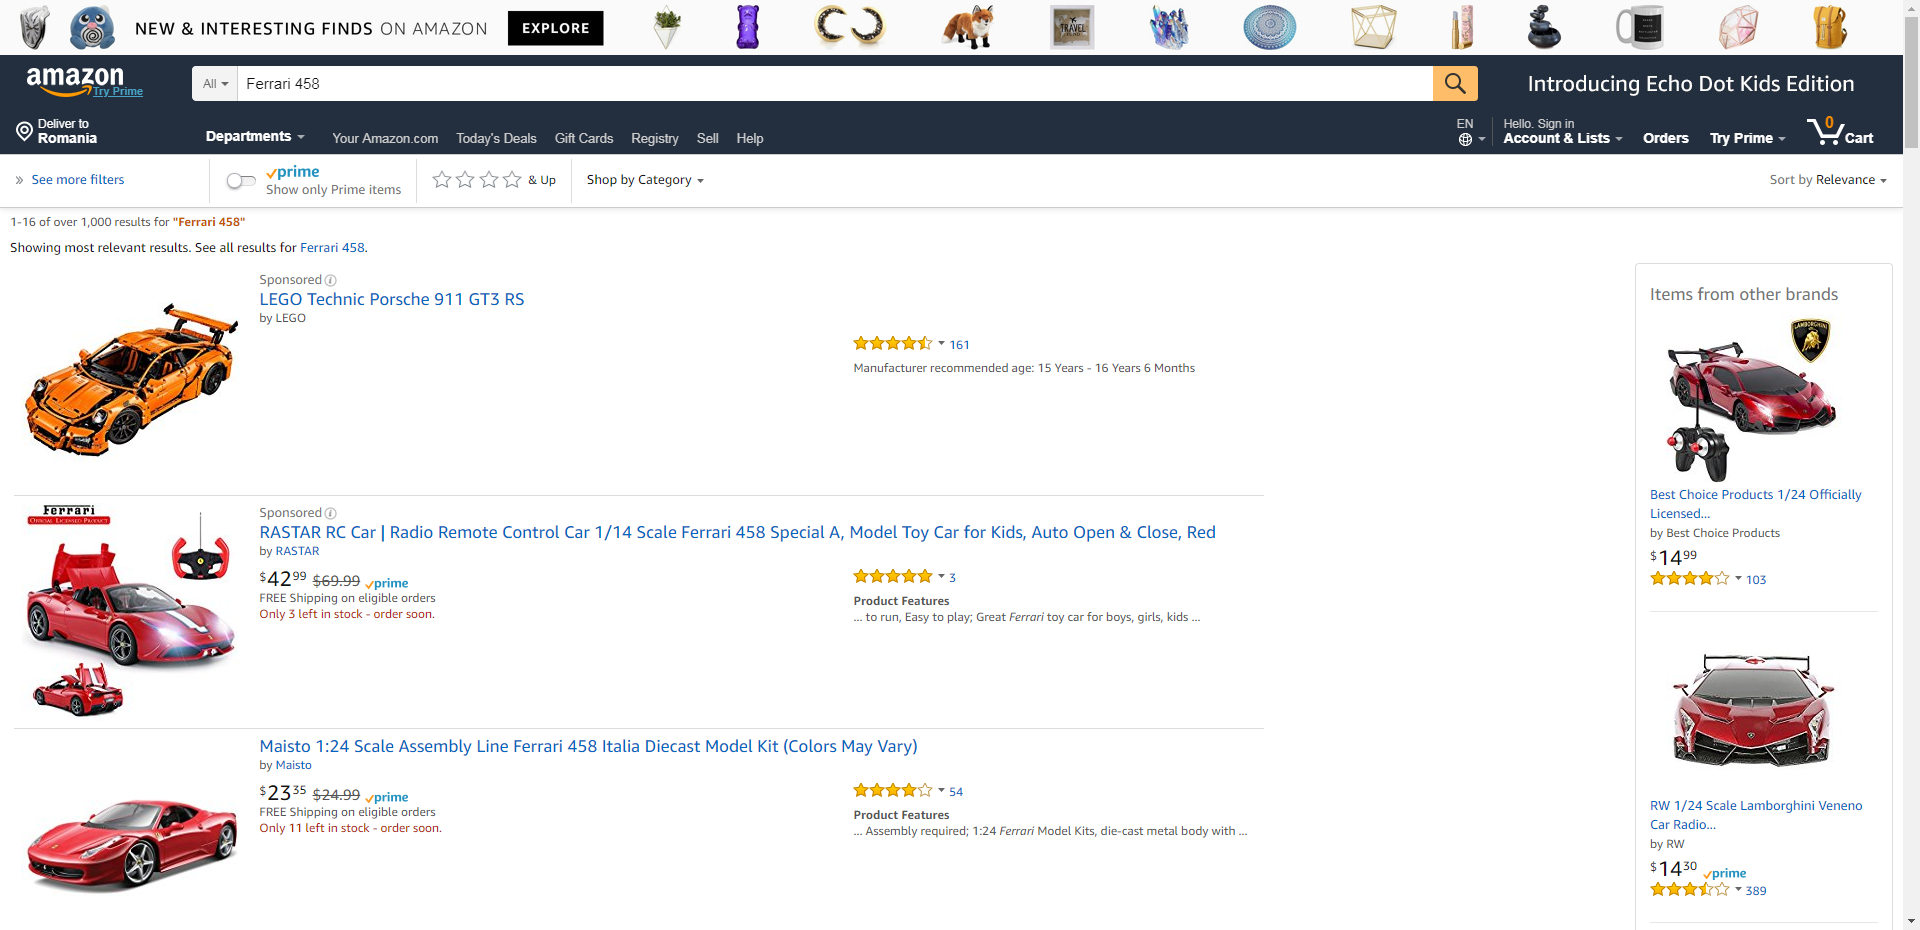 NEW & INTERESTING FINDS ON AMAZON EXPLORE
TRAVEL
amazon
Try Prime
All
Ferrari 458
Introducing Echo Dot Kids Edition
Deliver to
Romania
Departments
Your Amazon.com Today's Deals Gift Cards Registry Sell Help
EN
Hello. Sign in
Account & Lists
Orders
Try Prime
0
Cart
» See more filters
prime
Show only Prime items
& Up
Shop by Category
Sort by Relevance
1-16 of over 1,000 results for "Ferrari 458"
Showing most relevant results. See all results for Ferrari 458.
Sponsored
LEGO Technic Porsche 911 GT3 RS
by LEGO
161
Manufacturer recommended age: 15 Years - 16 Years 6 Months
Ferrari
OFFICIAL LICENSED PRODUCT
Sponsored
RASTAR RC Car | Radio Remote Control Car 1/14 Scale Ferrari 458 Special A, Model Toy Car for Kids, Auto Open & Close, Red
by RASTAR
$42 99 $69.99 prime
FREE Shipping on eligible orders
Only 3 left in stock - order soon.
3
Product Features
... to run, Easy to play; Great Ferrari toy car for boys, girls, kids ...
Maisto 1:24 Scale Assembly Line Ferrari 458 Italia Diecast Model Kit (Colors May Vary)
by Maisto
$23 35 $24.99 prime
FREE Shipping on eligible orders
Only 11 left in stock - order soon.
54
Product Features
... Assembly required; 1:24 Ferrari Model Kits, die-cast metal body with ...
Items from other brands
LAMBORGHINI
Best Choice Products 1/24 Officially
Licensed...
by Best Choice Products
$14 99
103
RW 1/24 Scale Lamborghini Veneno
Car Radio...
by RW
$14 30 prime
389